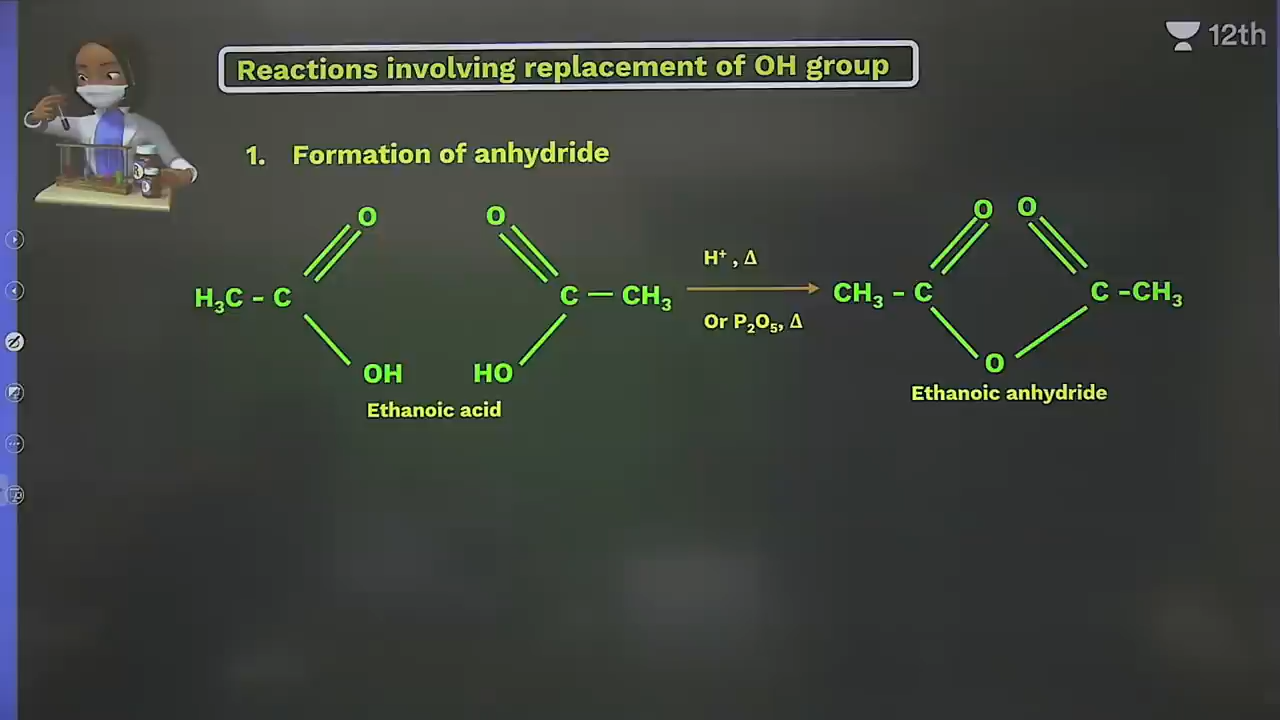 12th
Reactions involving replacement of OH group
1. Formation of anhydride
O O O O
H₃C - C C — CH₃ H⁺ , Δ CH₃ - C C -CH₃
Or P₂O₅, Δ
OH HO O
Ethanoic acid Ethanoic anhydride